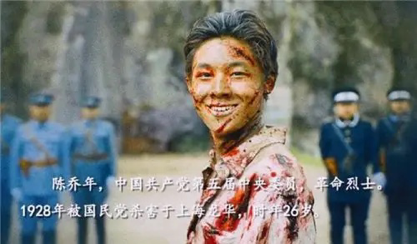 陈乔年，中国共产党第五届中央委员，革命烈士。
1928年被国民党杀害于上海龙华，时年26岁。